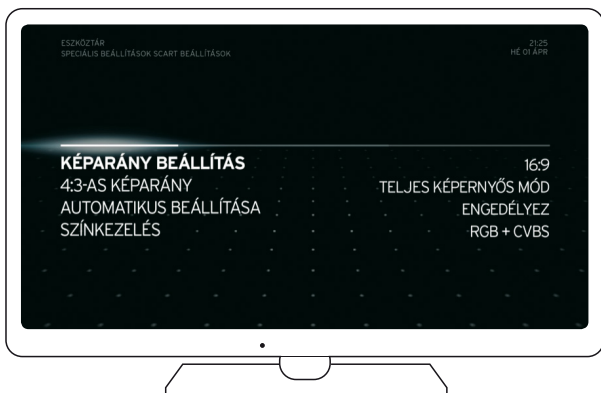 ESZKÖZTÁR
SPECIÁLIS BEÁLLÍTÁSOK SCART BEÁLLÍTÁSOK
21:25
HÉ 01 ÁPR
KÉPARÁNY BEÁLLÍTÁS 16:9
4:3-AS KÉPARÁNY TELJES KÉPERNYŐS MÓD
AUTOMATIKUS BEÁLLÍTÁSA ENGEDÉLYEZ
SZÍNKEZELÉS RGB + CVBS